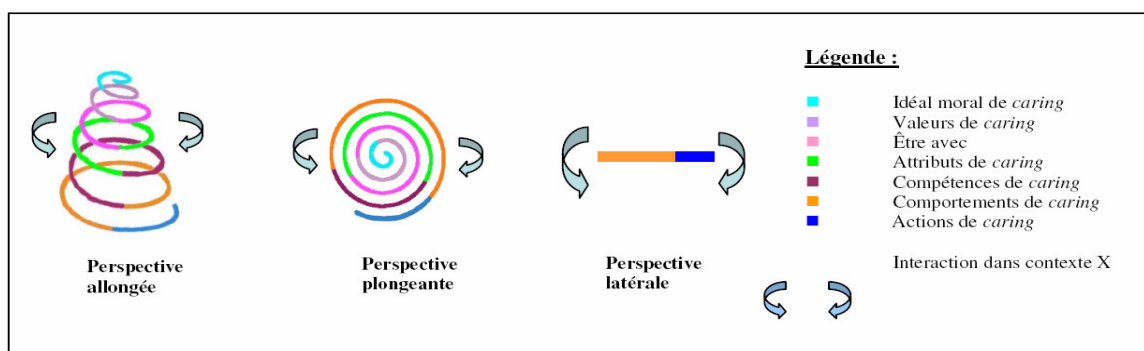 Légende :
Idéal moral de caring
Valeurs de caring
Être avec
Attributs de caring
Compétences de caring
Comportements de caring
Actions de caring
Interaction dans contexte X
Perspective
allongée
Perspective
plongeante
Perspective
latérale